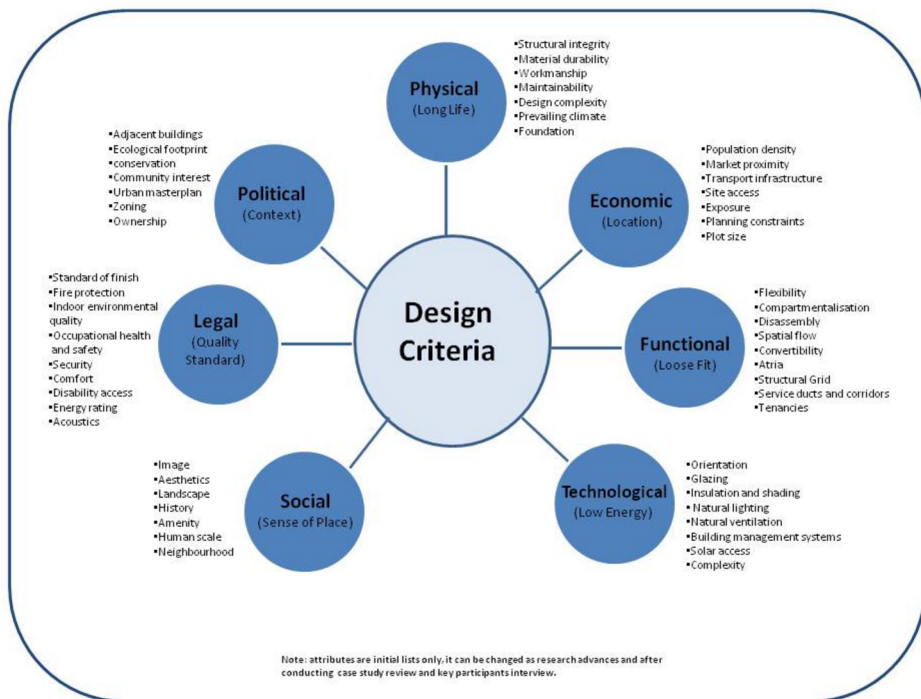 Physical
(Long Life)
▪Structural integrity
▪Material durability
▪Workmanship
▪Maintainability
▪Design complexity
▪Prevailing climate
▪Foundation
Economic
(Location)
▪Population density
▪Market proximity
▪Transport infrastructure
▪Site access
▪Exposure
▪Planning constraints
▪Plot size
Functional
(Loose Fit)
▪Flexibility
▪Compartmentalisation
▪Disassembly
▪Spatial flow
▪Convertibility
▪Atria
▪Structural Grid
▪Service ducts and corridors
▪Tenancies
Technological
(Low Energy)
▪Orientation
▪Glazing
▪Insulation and shading
▪Natural lighting
▪Natural ventilation
▪Building management systems
▪Solar access
▪Complexity
Social
(Sense of Place)
▪Image
▪Aesthetics
▪Landscape
▪History
▪Amenity
▪Human scale
▪Neighbourhood
Legal
(Quality
Standard)
▪Standard of finish
▪Fire protection
▪Indoor environmental
quality
▪Occupational health
and safety
▪Security
▪Comfort
▪Disability access
▪Energy rating
▪Acoustics
Political
(Context)
▪Adjacent buildings
▪Ecological footprint
▪conservation
▪Community interest
▪Urban masterplan
▪Zoning
▪Ownership
Design
Criteria
Note: attributes are initial lists only, it can be changed as research advances and after
conducting case study review and key participants interview.